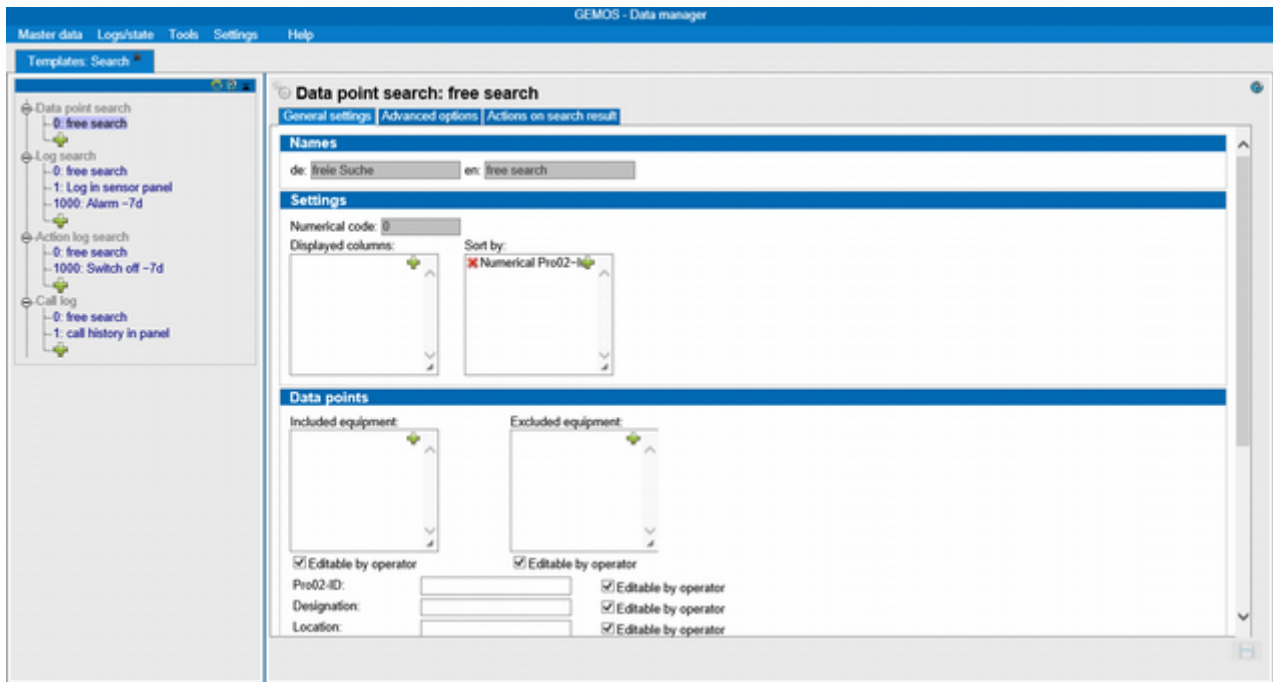 GEMOS - Data manager
Master data Logs/state Tools Settings Help
Templates: Search
Data point search
0: free search
Log search
0: free search
1: Log in sensor panel
1000: Alarm -7d
Action log search
0: free search
1000: Switch off -7d
Call log
0: free search
1: call history in panel
Data point search: free search
General settings Advanced options Actions on search result
Names
de: freie Suche en: free search
Settings
Numerical code: 0
Displayed columns: Sort by:
Numerical Pro02-I
Data points
Included equipment: Excluded equipment:
Editable by operator Editable by operator
Pro02-ID: Editable by operator
Designation: Editable by operator
Location: Editable by operator